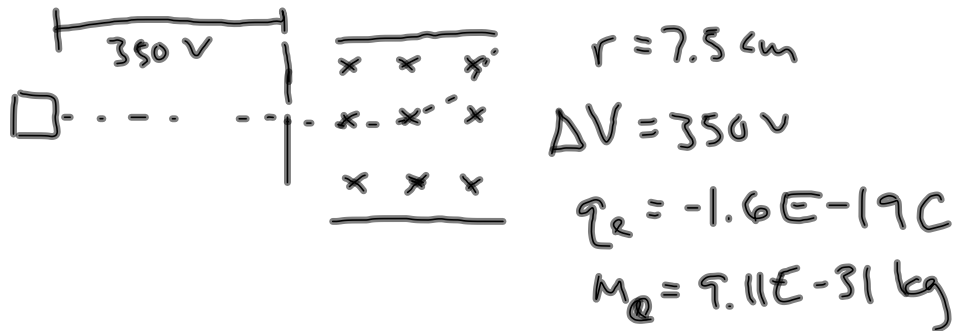 350 V
r = 7.5 cm
ΔV = 350 V
qe = -1.6E-19 C
me = 9.11E-31 kg